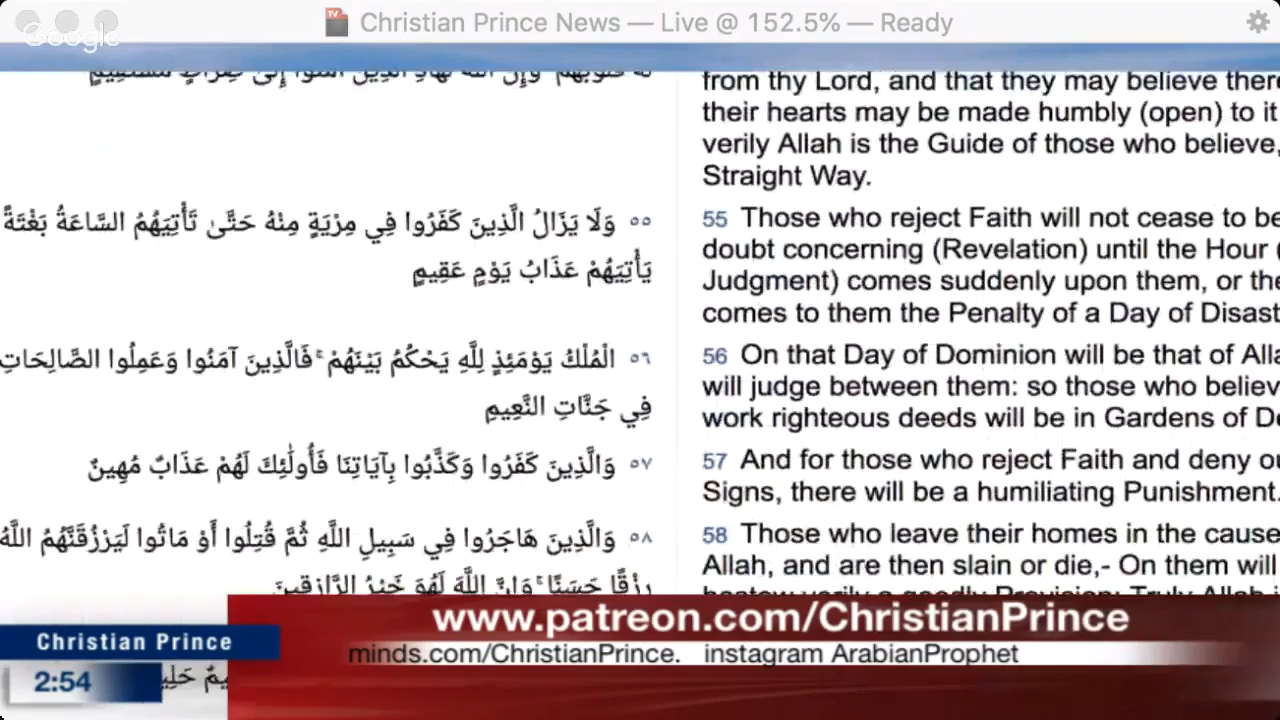 Christian Prince News — Live @ 152.5% — Ready
Google
from thy Lord, and that they may believe
their hearts may be made humbly (open) to it
verily Allah is the Guide of those who believe,
Straight Way.
٥٥ وَلَا يَزَالُ الَّذِينَ كَفَرُوا فِي مِرْيَةٍ مِنْهُ حَتَّىٰ تَأْتِيَهُمُ السَّاعَةُ بَغْتَةً
يَأْتِيَهُمْ عَذَابُ يَوْمٍ عَقِيمٍ
55 Those who reject Faith will not cease to be
doubt concerning (Revelation) until the Hour
Judgment) comes suddenly upon them, or
comes to them the Penalty of a Day of
٥٦ الْمُلْكُ يَوْمَئِذٍ لِلَّهِ يَحْكُمُ بَيْنَهُمْ ۚ فَالَّذِينَ آمَنُوا وَعَمِلُوا الصَّالِحَاتِ
فِي جَنَّاتِ النَّعِيمِ
56 On that Day of Dominion will be that of
will judge between them: so those who
work righteous deeds will be in Gardens of
٥٧ وَالَّذِينَ كَفَرُوا وَكَذَّبُوا بِآيَاتِنَا فَأُولَٰئِكَ لَهُمْ عَذَابٌ مُهِينٌ
57 And for those who reject Faith and deny
Signs, there will be a humiliating Punishment.
٥٨ وَالَّذِينَ هَاجَرُوا فِي سَبِيلِ اللَّهِ ثُمَّ قُتِلُوا أَوْ مَاتُوا لَيَرْزُقَنَّهُمُ اللَّهُ
رِزْقًا حَسَنًا ۚ وَإِنَّ اللَّهَ لَهُوَ خَيْرُ الرَّازِقِينَ
58 Those who leave their homes in the cause
Allah, and are then slain or die,- On them will
www.patreon.com/ChristianPrince
Christian Prince
minds.com/ChristianPrince. instagram ArabianProphet
2:54